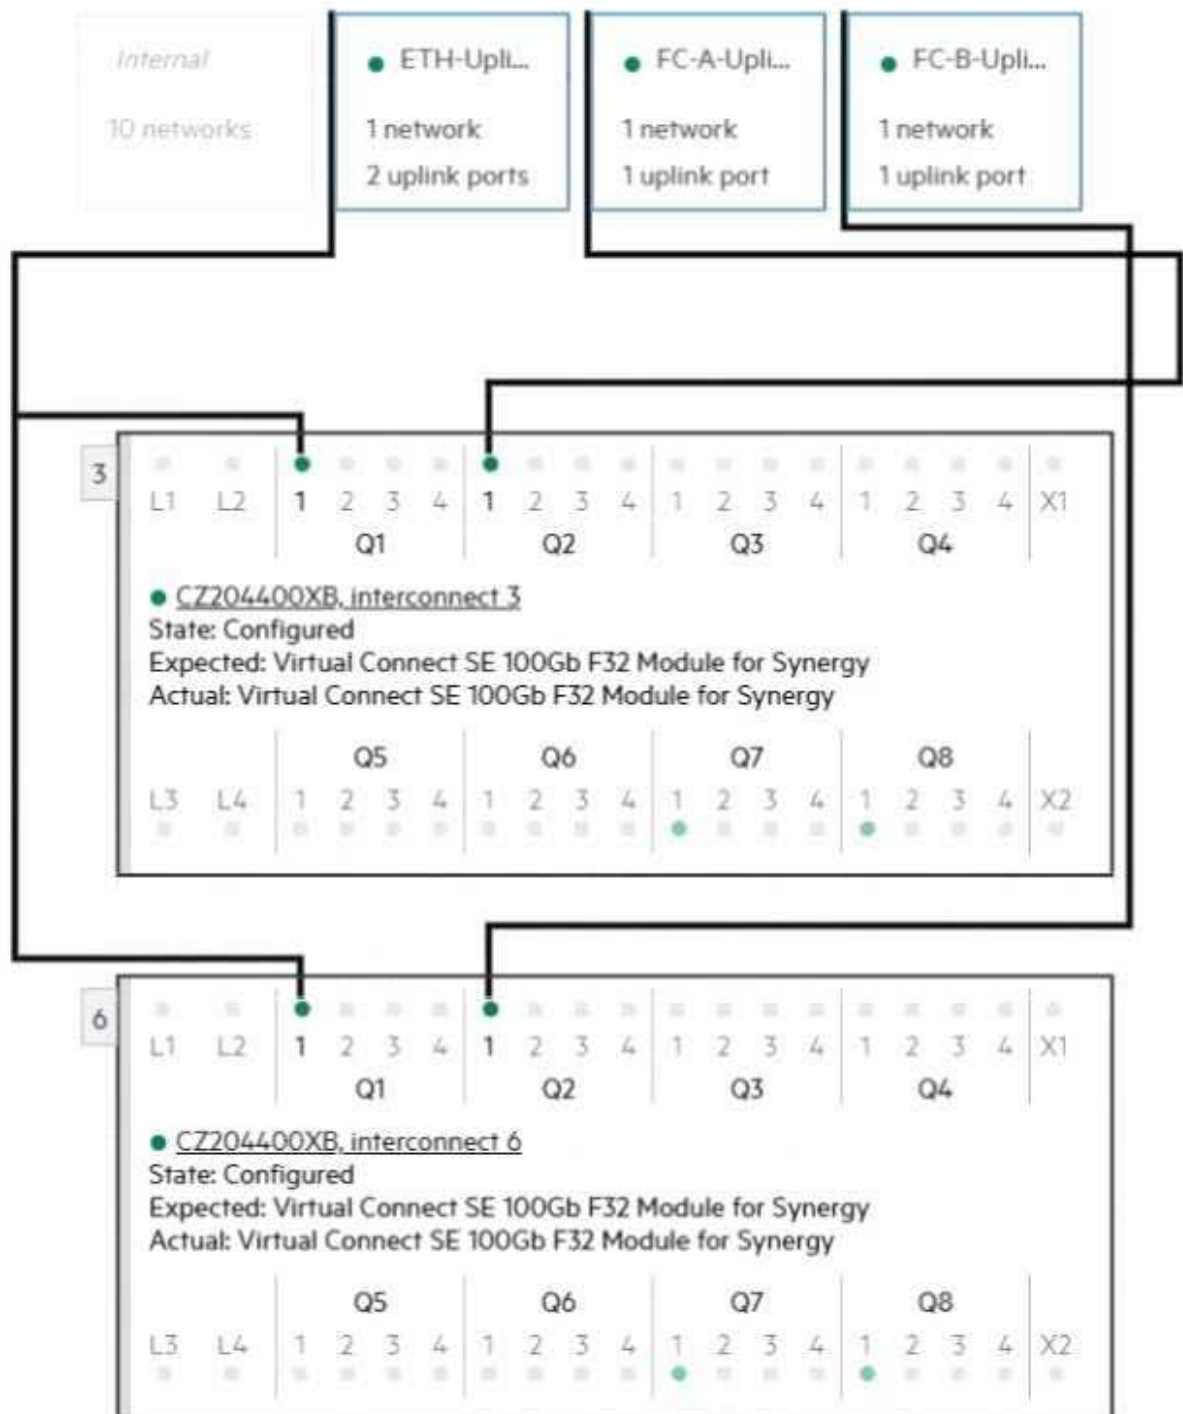 Internal
10 networks
ETH-Upli...
1 network
2 uplink ports
FC-A-Upli...
1 network
1 uplink port
FC-B-Upli...
1 network
1 uplink port
3
L1 L2 1 2 3 4 1 2 3 4 1 2 3 4 1 2 3 4 X1
Q1 Q2 Q3 Q4
CZ204400XB, interconnect 3
State: Configured
Expected: Virtual Connect SE 100Gb F32 Module for Synergy
Actual: Virtual Connect SE 100Gb F32 Module for Synergy
Q5 Q6 Q7 Q8
L3 L4 1 2 3 4 1 2 3 4 1 2 3 4 1 2 3 4 X2
6
L1 L2 1 2 3 4 1 2 3 4 1 2 3 4 1 2 3 4 X1
Q1 Q2 Q3 Q4
CZ204400XB, interconnect 6
State: Configured
Expected: Virtual Connect SE 100Gb F32 Module for Synergy
Actual: Virtual Connect SE 100Gb F32 Module for Synergy
Q5 Q6 Q7 Q8
L3 L4 1 2 3 4 1 2 3 4 1 2 3 4 1 2 3 4 X2